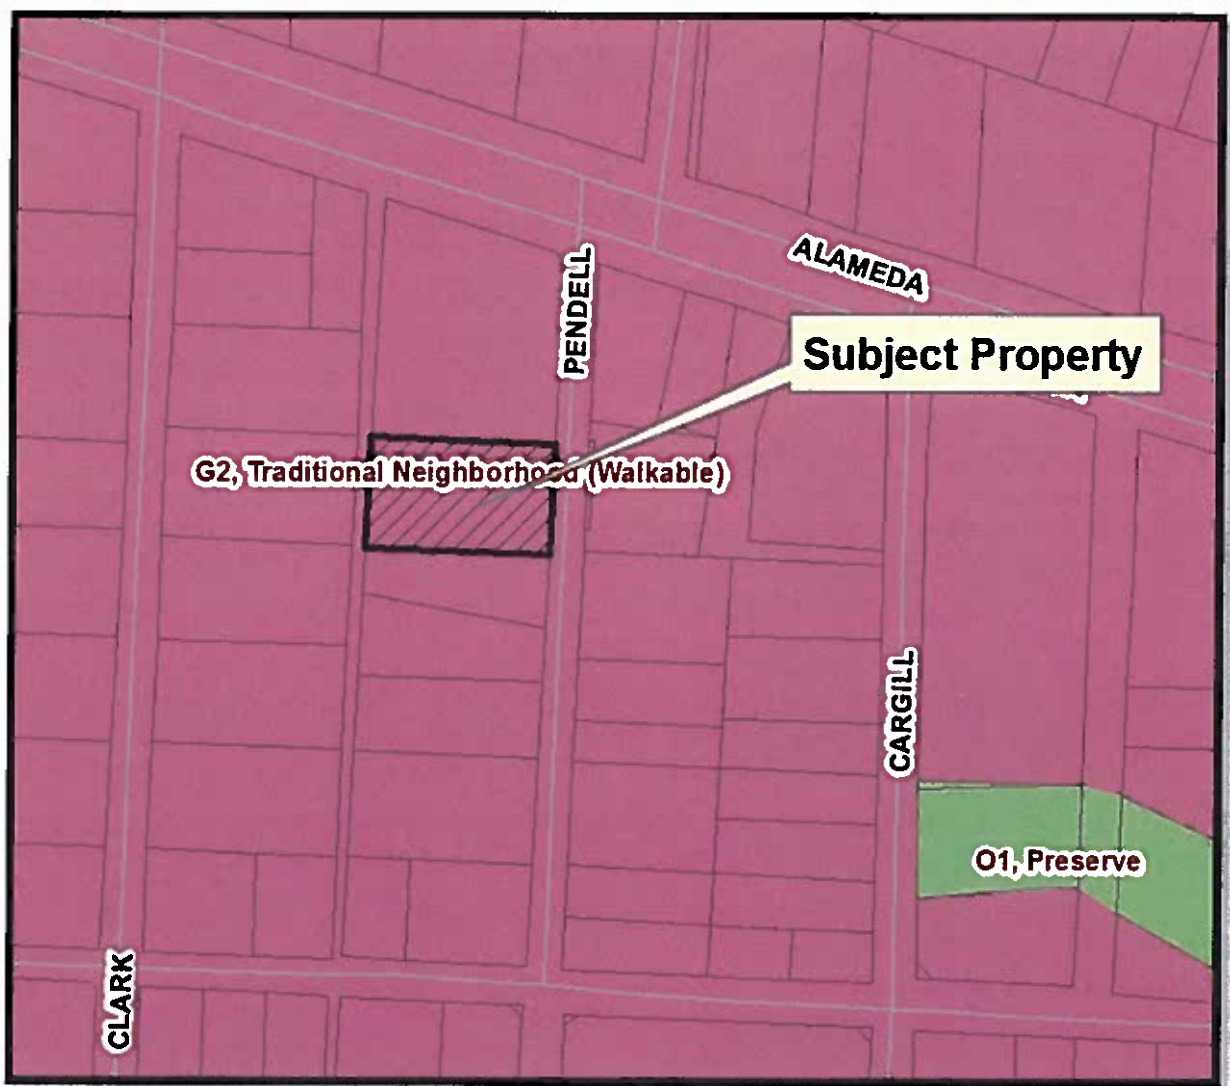 ALAMEDA
PENDELL
Subject Property
G2, Traditional Neighborhood (Walkable)
CARGILL
O1, Preserve
CLARK